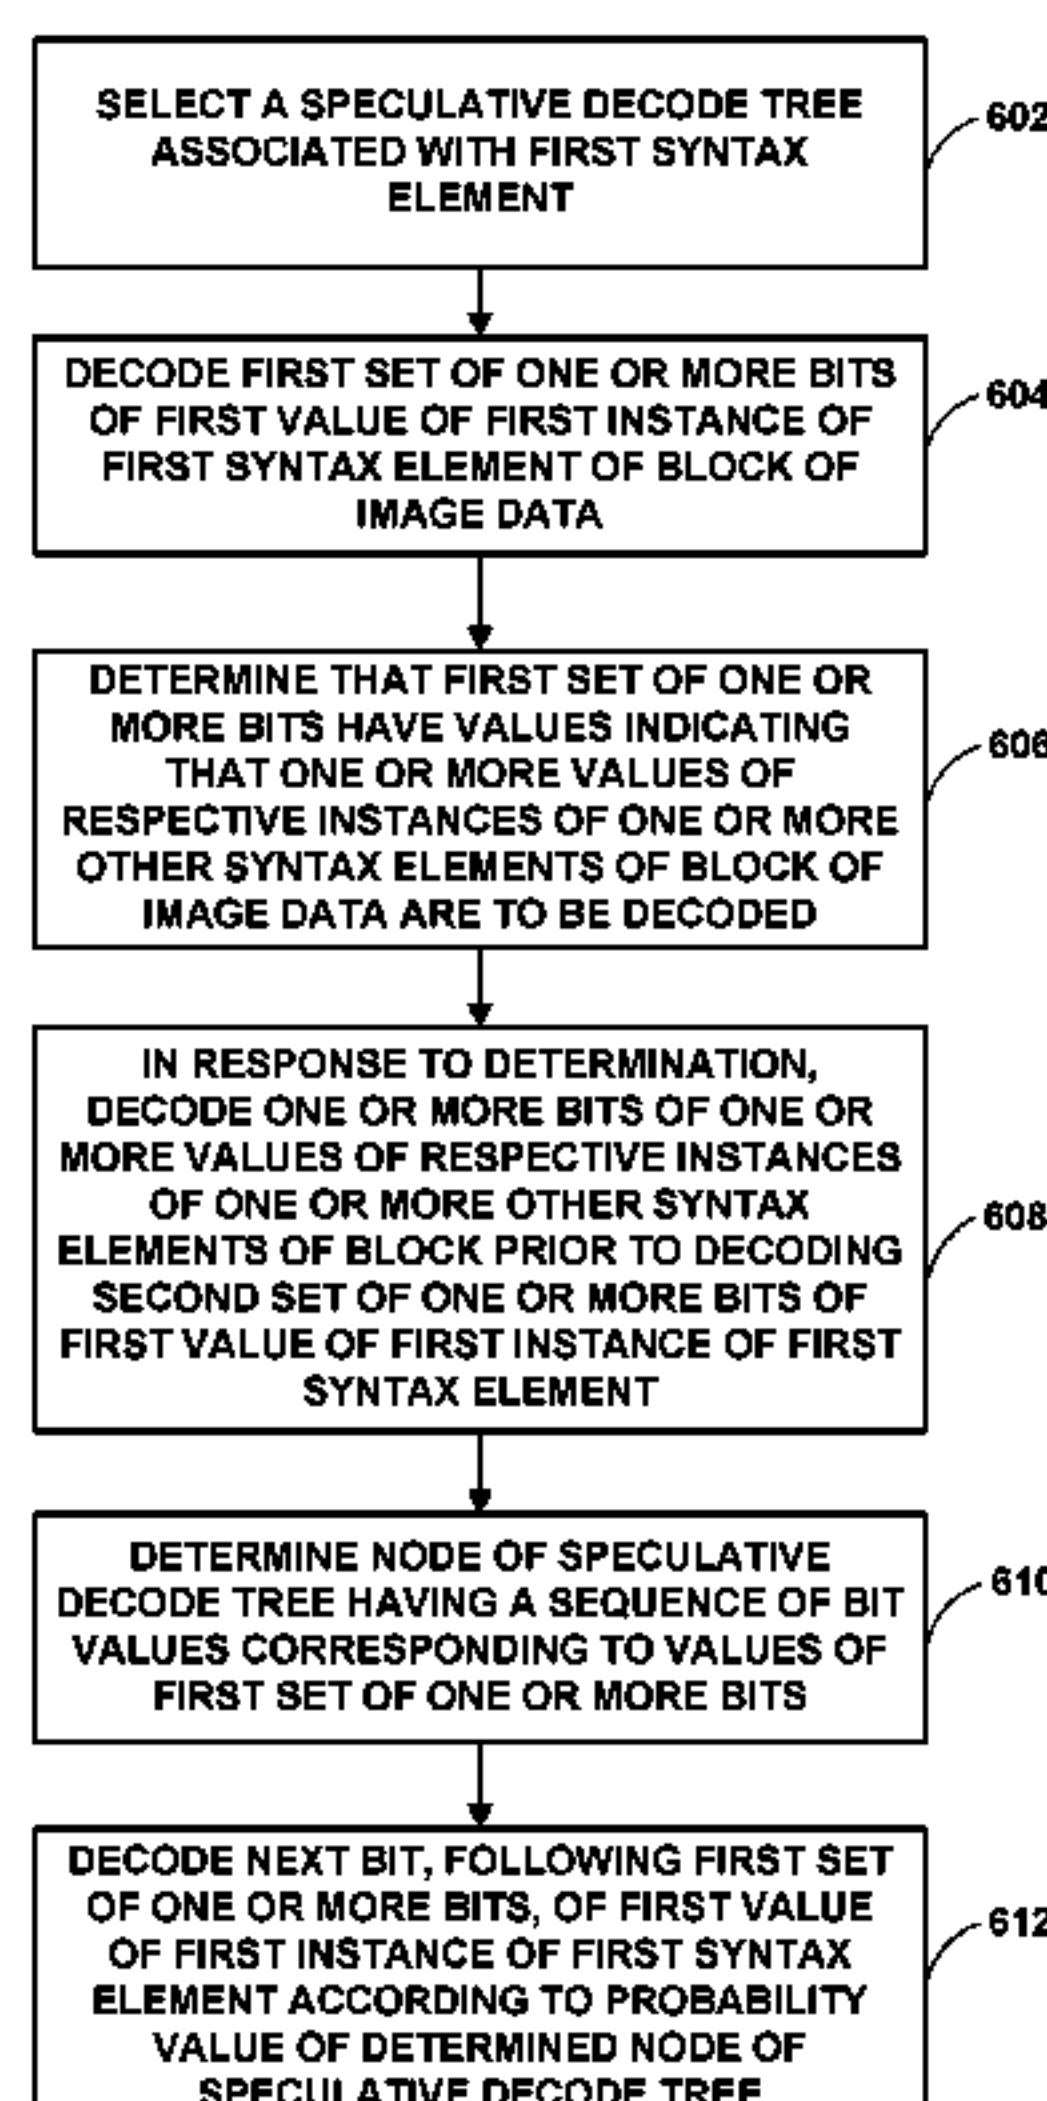 SELECT A SPECULATIVE DECODE TREE
ASSOCIATED WITH FIRST SYNTAX
ELEMENT
602
DECODE FIRST SET OF ONE OR MORE BITS
OF FIRST VALUE OF FIRST INSTANCE OF
FIRST SYNTAX ELEMENT OF BLOCK OF
IMAGE DATA
604
DETERMINE THAT FIRST SET OF ONE OR
MORE BITS HAVE VALUES INDICATING
THAT ONE OR MORE VALUES OF
RESPECTIVE INSTANCES OF ONE OR MORE
OTHER SYNTAX ELEMENTS OF BLOCK OF
IMAGE DATA ARE TO BE DECODED
606
IN RESPONSE TO DETERMINATION,
DECODE ONE OR MORE BITS OF ONE OR
MORE VALUES OF RESPECTIVE INSTANCES
OF ONE OR MORE OTHER SYNTAX
ELEMENTS OF BLOCK PRIOR TO DECODING
SECOND SET OF ONE OR MORE BITS OF
FIRST VALUE OF FIRST INSTANCE OF FIRST
SYNTAX ELEMENT
608
DETERMINE NODE OF SPECULATIVE
DECODE TREE HAVING A SEQUENCE OF BIT
VALUES CORRESPONDING TO VALUES OF
FIRST SET OF ONE OR MORE BITS
610
DECODE NEXT BIT, FOLLOWING FIRST SET
OF ONE OR MORE BITS, OF FIRST VALUE
OF FIRST INSTANCE OF FIRST SYNTAX
ELEMENT ACCORDING TO PROBABILITY
VALUE OF DETERMINED NODE OF
SPECULATIVE DECODE TREE
612